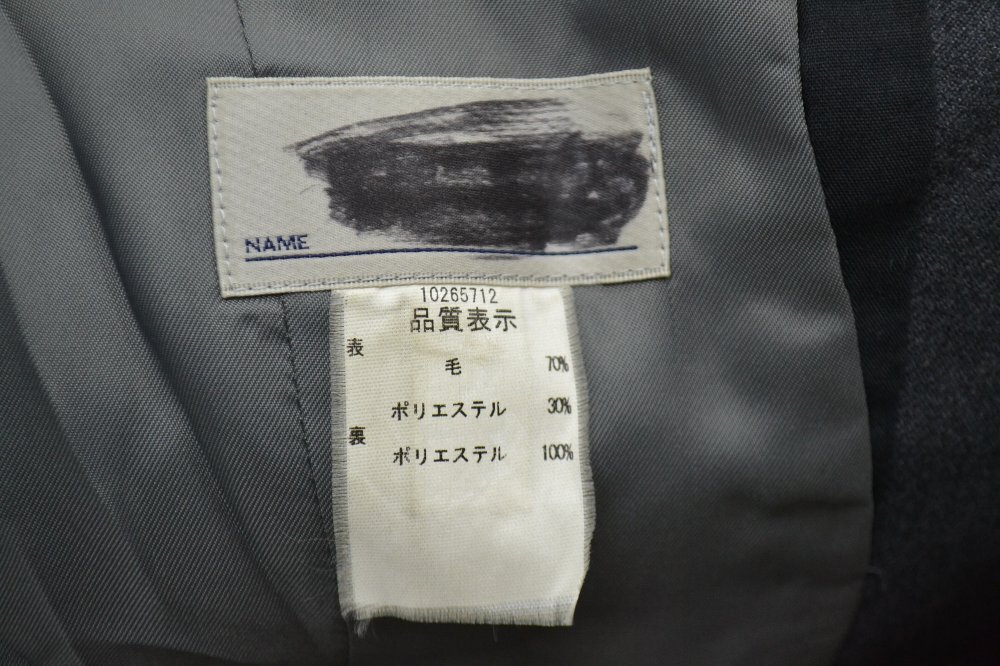 NAME
10265712
品質表示
表
毛 70%
ポリエステル 30%
裏
ポリエステル 100%